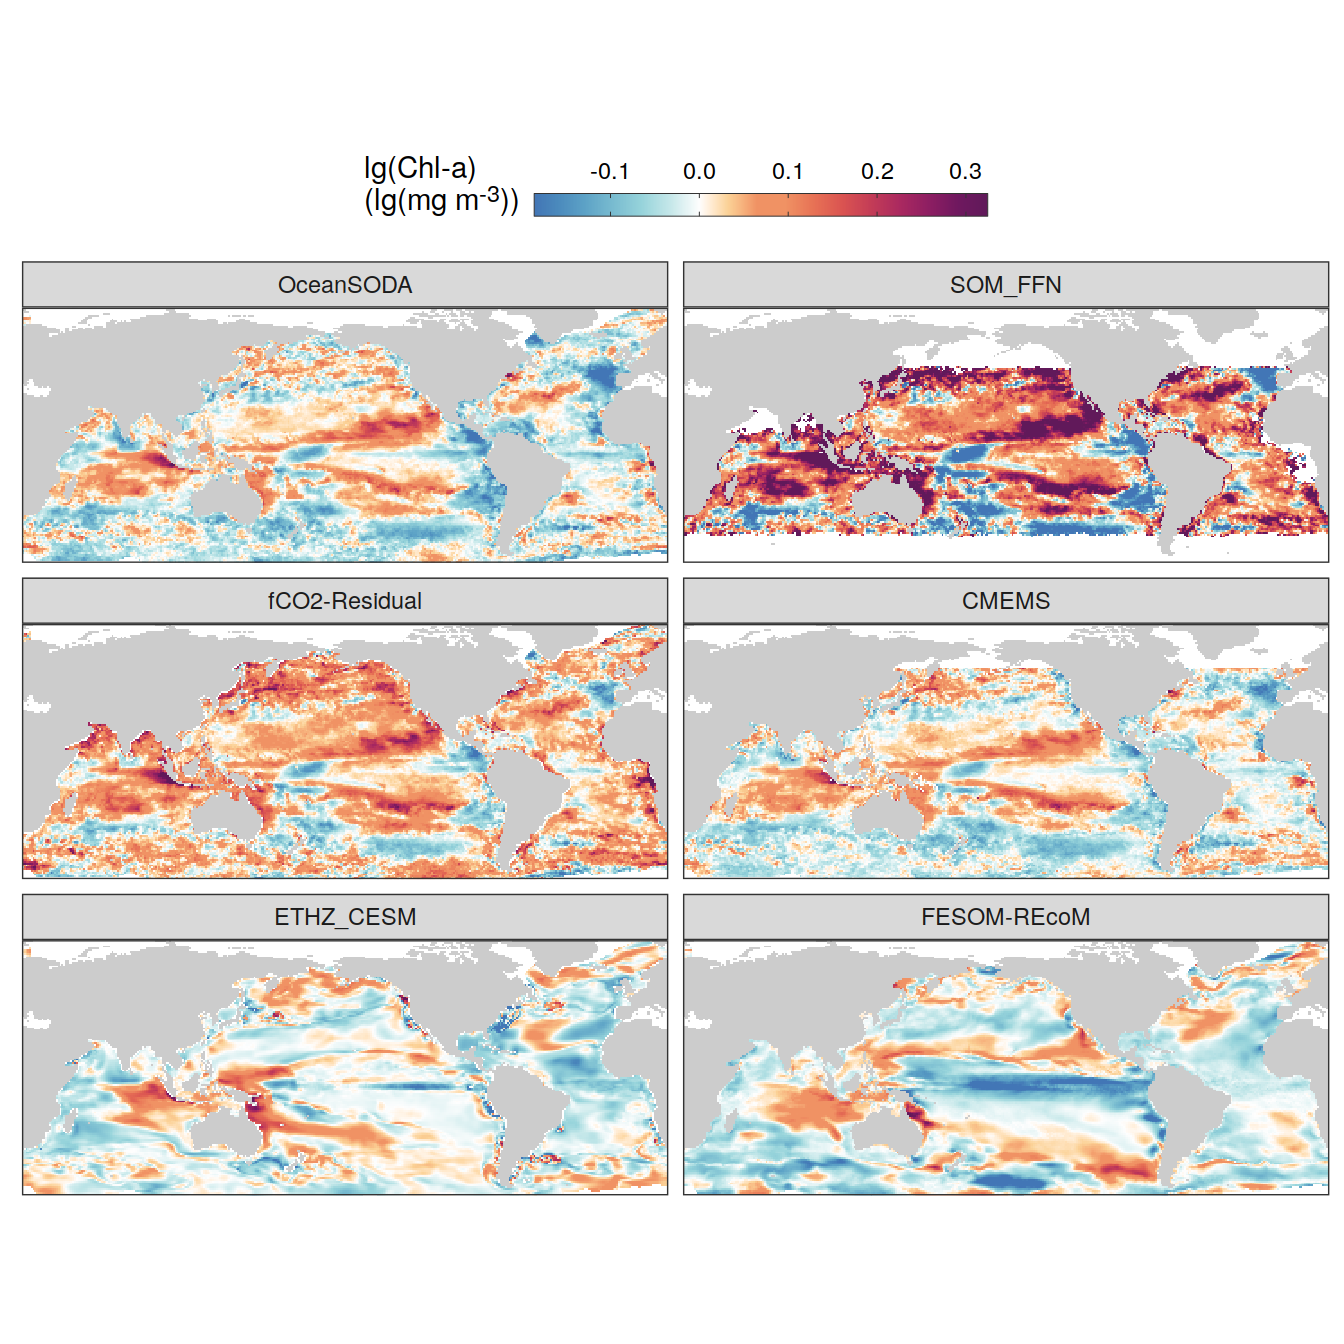 lg(Chl-a)
(lg(mg m-3))
-0.1 0.0 0.1 0.2 0.3
OceanSODA
SOM_FFN
fCO2-Residual
CMEMS
ETHZ_CESM
FESOM-REcoM